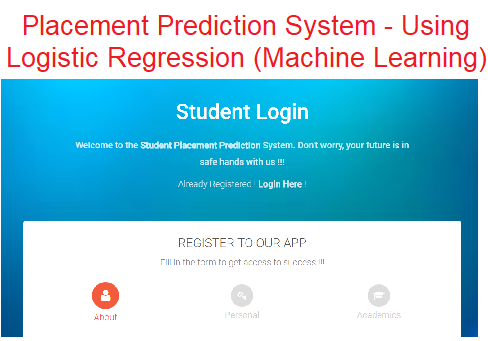 Placement Prediction System - Using
Logistic Regression (Machine Learning)
Student Login
Welcome to the Student Placement Prediction System. Don't worry, your future is in
safe hands with us !!!
Already Registered ! Login Here !
REGISTER TO OUR APP
Fill in the form to get access to success !!!
About
Personal
Academics